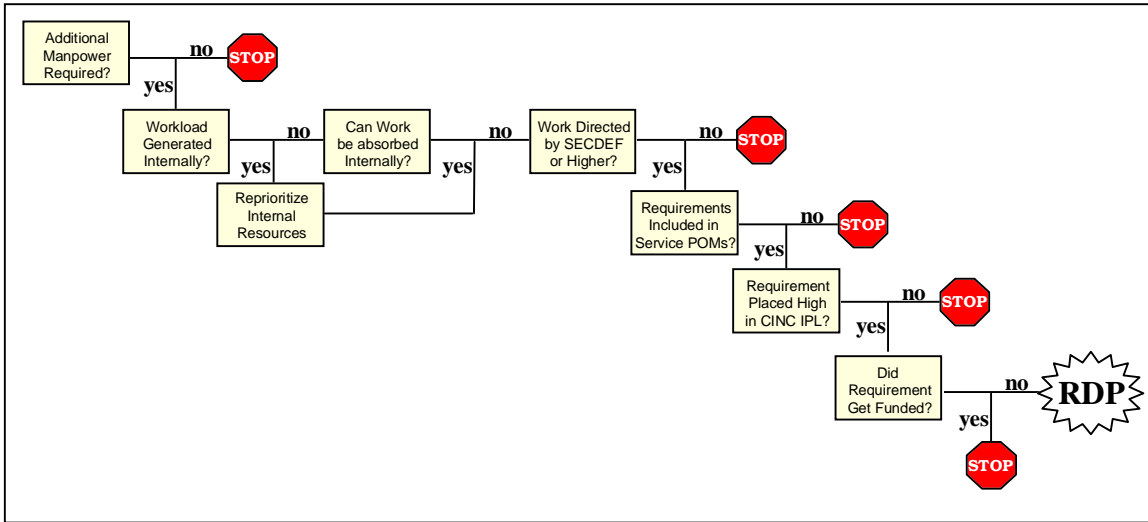 Additional
Manpower
Required?
no
STOP
yes
Workload
Generated
Internally?
no
yes
Reprioritize
Internal
Resources
Can Work
be absorbed
Internally?
no
yes
Work Directed
by SECDEF
or Higher?
no
STOP
yes
Requirements
Included in
Service POMs?
no
STOP
yes
Requirement
Placed High
in CINC IPL?
no
STOP
yes
Did
Requirement
Get Funded?
no
RDP
yes
STOP